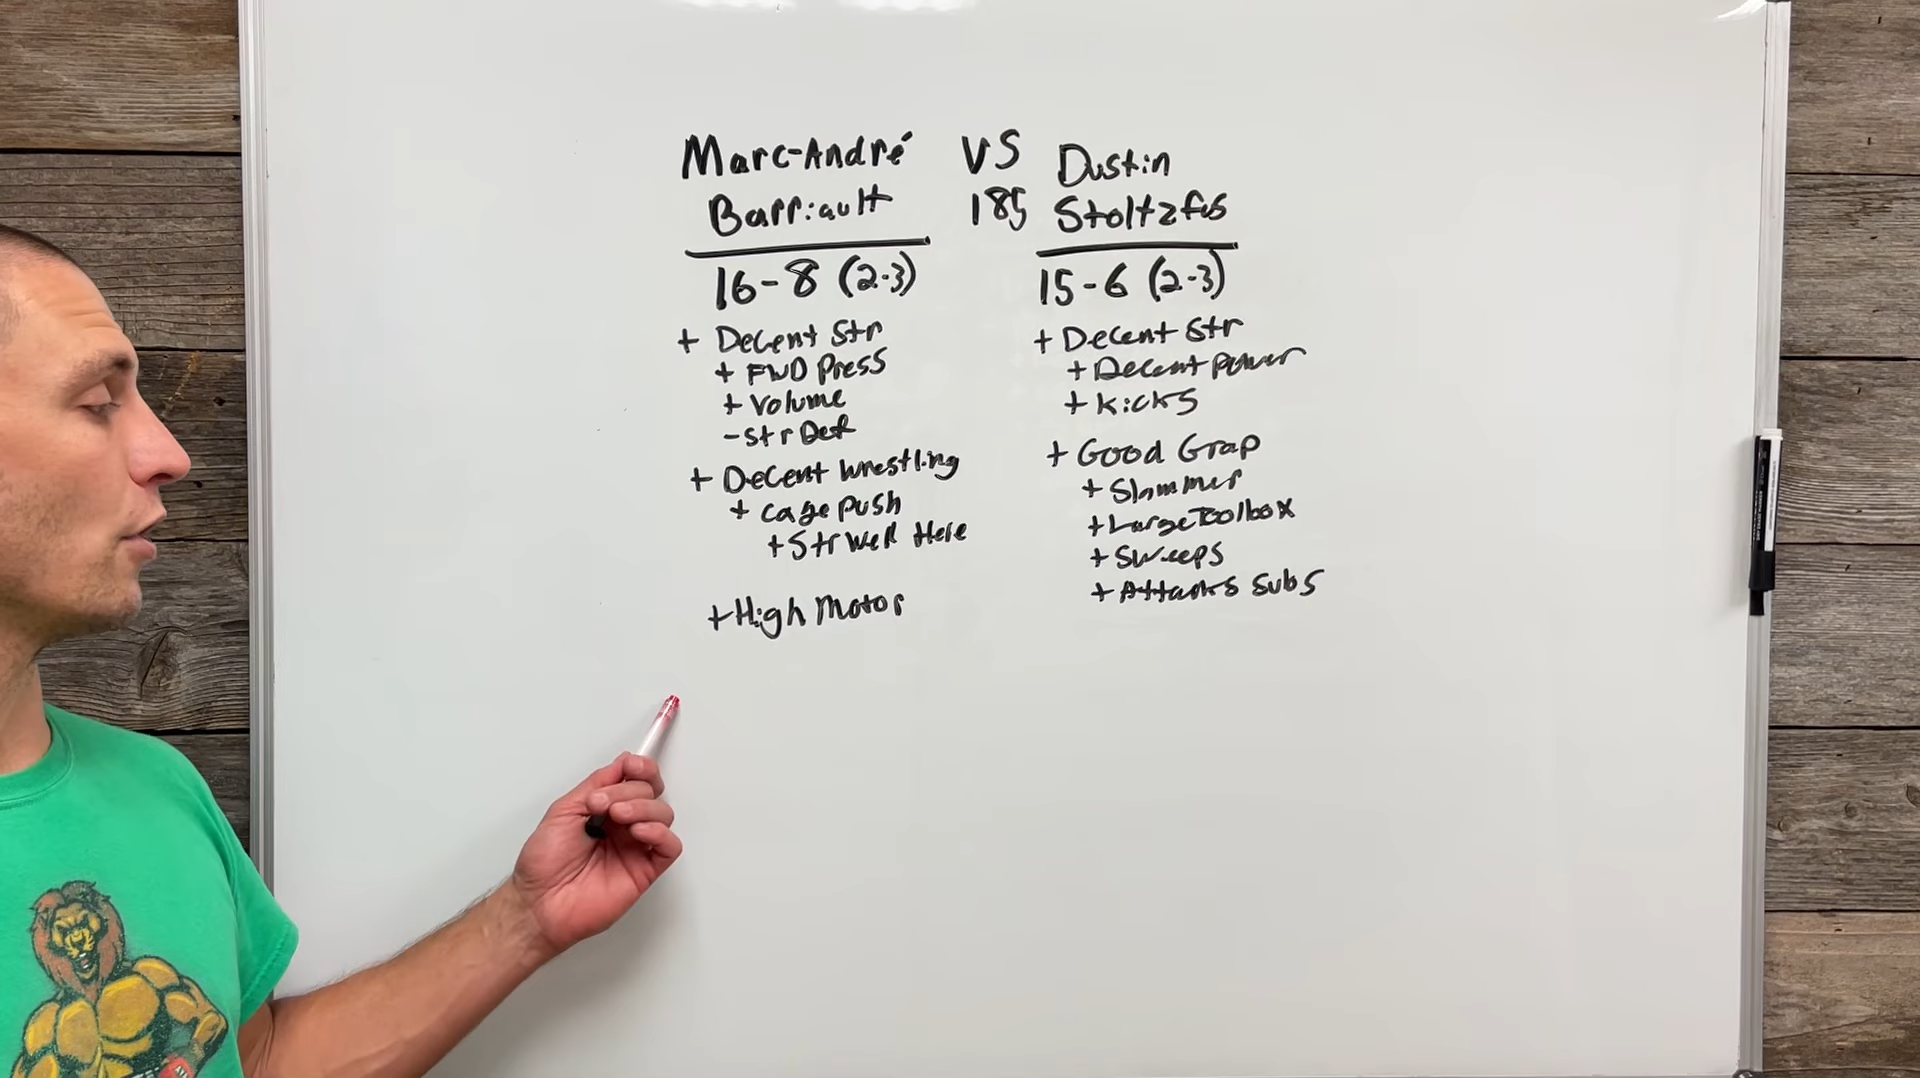 Marc-André VS Dustin
Barriault 185 Stoltzfus
16-8 (2-3)
+ Decent Str
+ FWD Press
+ Volume
- Str Def
+ Decent Wrestling
+ Cage Push
+ Str Well Here
+ High Motor
15-6 (2-3)
+ Decent Str
+ Decent Power
+ Kicks
+ Good Grap
+ Slammer
+ Large Toolbox
+ Sweeps
+ Attacks Subs